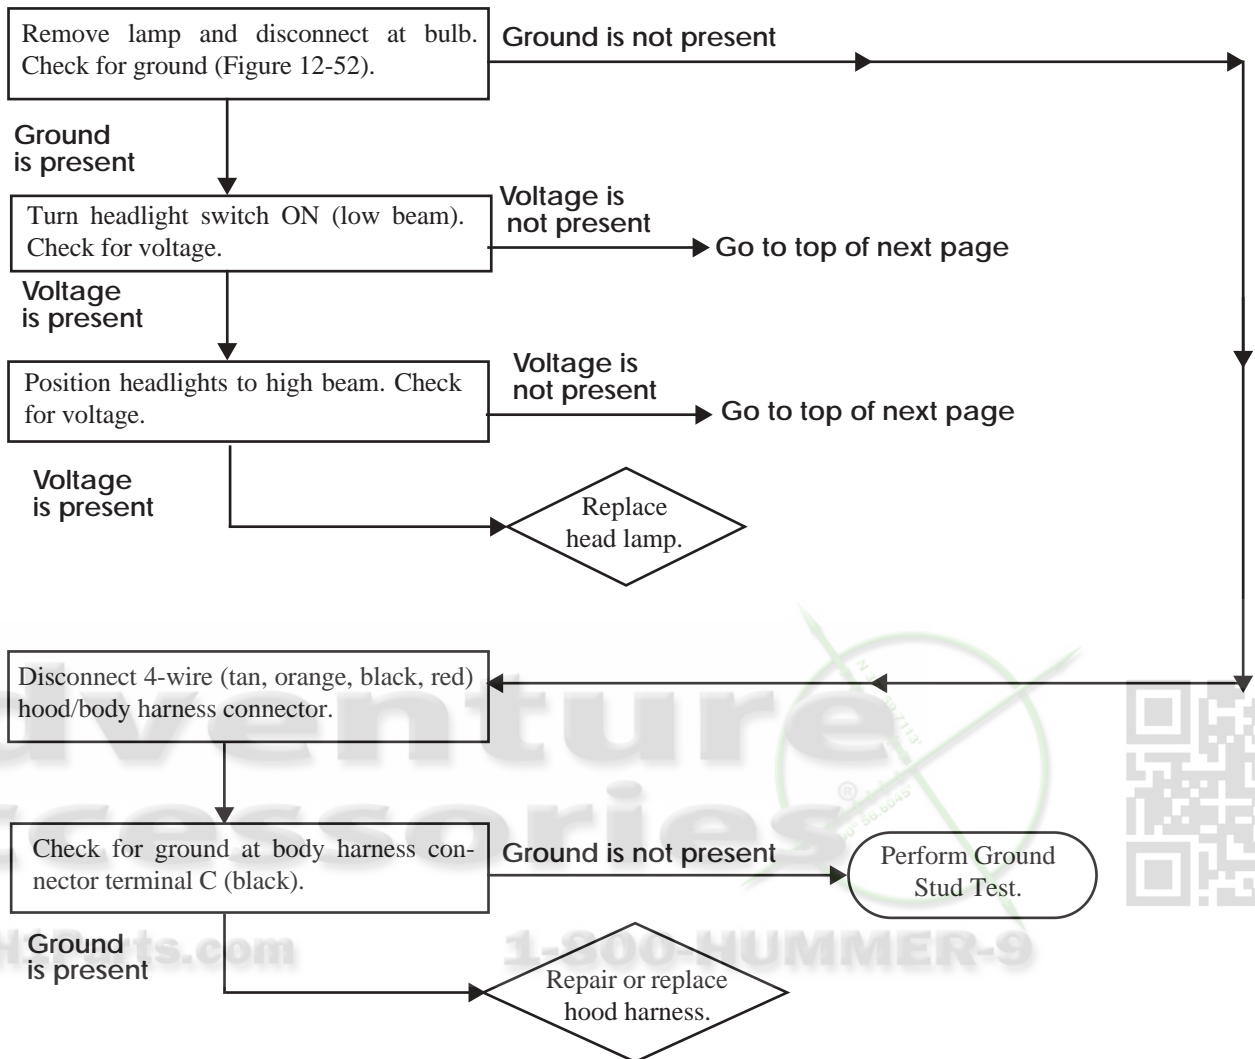 Remove lamp and disconnect at bulb.
Check for ground (Figure 12-52).
Ground is not present
Ground
is present
Turn headlight switch ON (low beam).
Check for voltage.
Voltage is
not present
Go to top of next page
Voltage
is present
Position headlights to high beam. Check
for voltage.
Voltage is
not present
Go to top of next page
Voltage
is present
Replace
head lamp.
Disconnect 4-wire (tan, orange, black, red)
hood/body harness connector.
dventure
ccessories®
Check for ground at body harness con-
nector terminal C (black).
Ground is not present
Perform Ground
Stud Test.
Ground
is present
H1Parts.com
1-800-HUMMER-9
Repair or replace
hood harness.